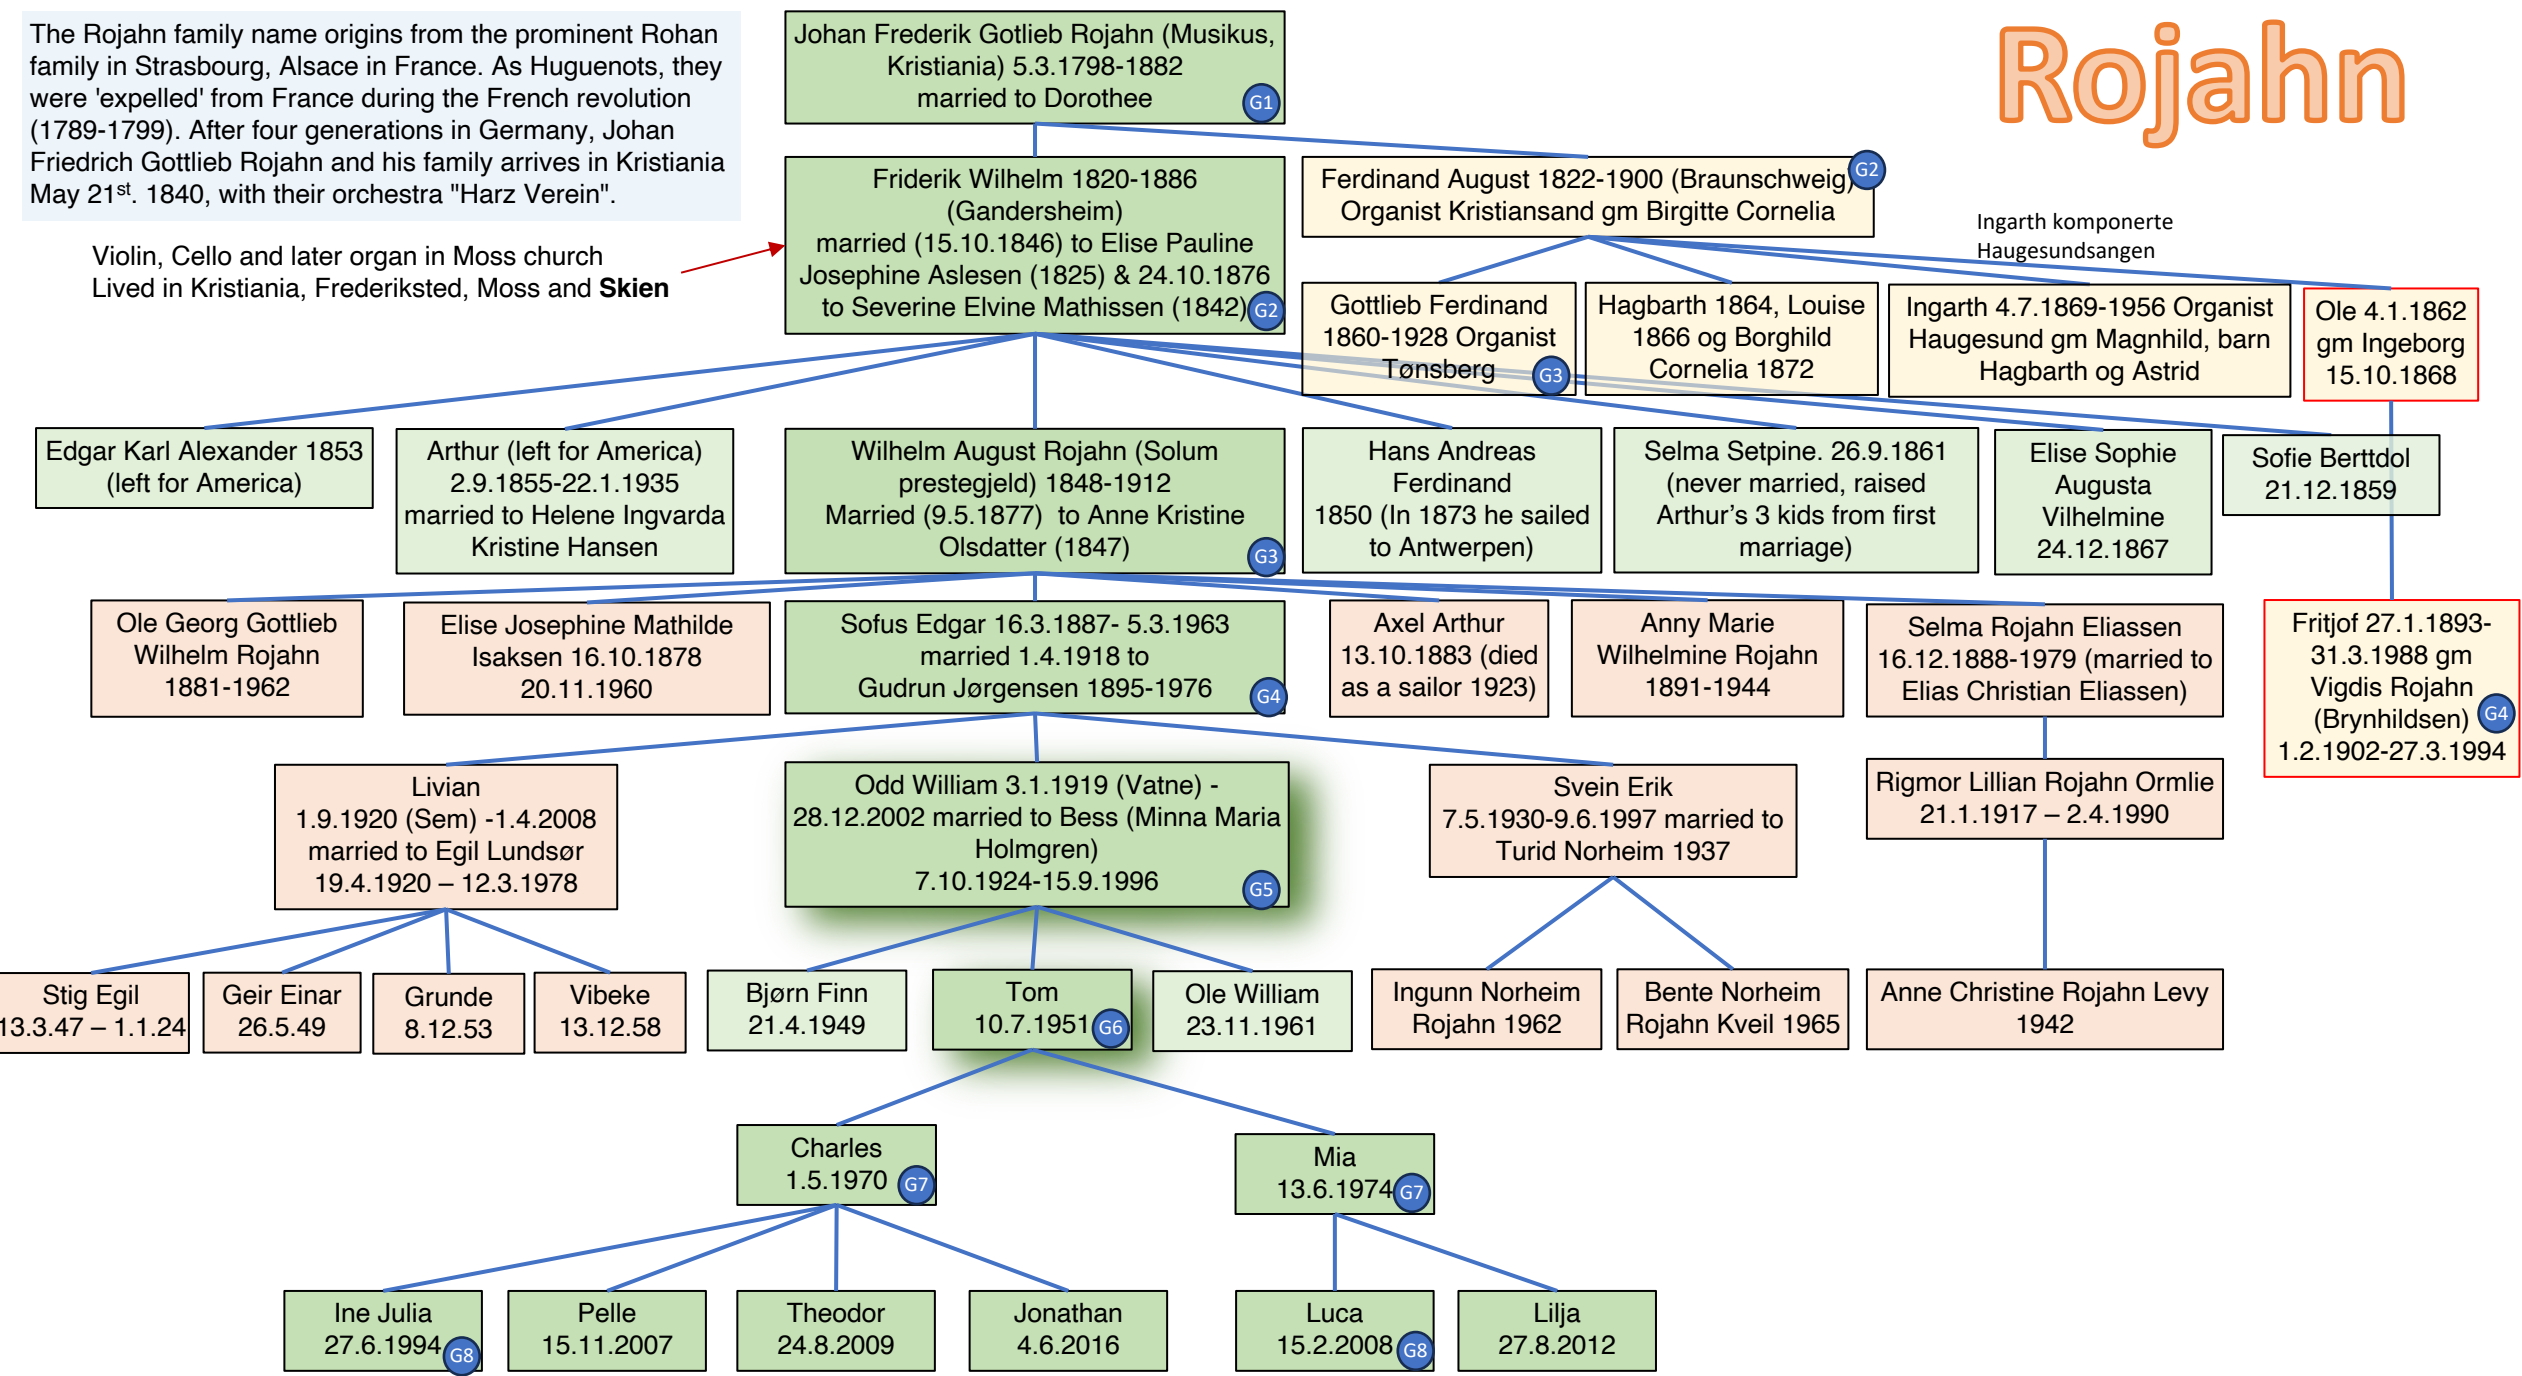 The Rojahn family name origins from the prominent Rohan
family in Strasbourg, Alsace in France. As Huguenots, they
were 'expelled' from France during the French revolution
(1789-1799). After four generations in Germany, Johan
Friedrich Gottlieb Rojahn and his family arrives in Kristiania
May 21st. 1840, with their orchestra "Harz Verein".
Johan Frederik Gotlieb Rojahn (Musikus,
Kristiania) 5.3.1798-1882
married to Dorothee
G1
Rojahn
Violin, Cello and later organ in Moss church
Lived in Kristiania, Frederiksted, Moss and Skien
Friderik Wilhelm 1820-1886
(Gandersheim)
married (15.10.1846) to Elise Pauline
Josephine Aslesen (1825) & 24.10.1876
to Severine Elvine Mathissen (1842)
G2
Ferdinand August 1822-1900 (Braunschweig)
Organist Kristiansand gm Birgitte Cornelia
G2
Ingarth komponerte
Haugesundsangen
Gottlieb Ferdinand
1860-1928 Organist
Tønsberg
G3
Hagbarth 1864, Louise
1866 og Borghild
Cornelia 1872
Ingarth 4.7.1869-1956 Organist
Haugesund gm Magnhild, barn
Hagbarth og Astrid
Ole 4.1.1862
gm Ingeborg
15.10.1868
Edgar Karl Alexander 1853
(left for America)
Arthur (left for America)
2.9.1855-22.1.1935
married to Helene Ingvarda
Kristine Hansen
Wilhelm August Rojahn (Solum
prestegjeld) 1848-1912
Married (9.5.1877) to Anne Kristine
Olsdatter (1847)
G3
Hans Andreas
Ferdinand
1850 (In 1873 he sailed
to Antwerpen)
Selma Setpine. 26.9.1861
(never married, raised
Arthur’s 3 kids from first
marriage)
Elise Sophie
Augusta
Vilhelmine
24.12.1867
Sofie Berttdol
21.12.1859
Ole Georg Gottlieb
Wilhelm Rojahn
1881-1962
Elise Josephine Mathilde
Isaksen 16.10.1878
20.11.1960
Sofus Edgar 16.3.1887- 5.3.1963
married 1.4.1918 to
Gudrun Jørgensen 1895-1976
G4
Axel Arthur
13.10.1883 (died
as a sailor 1923)
Anny Marie
Wilhelmine Rojahn
1891-1944
Selma Rojahn Eliassen
16.12.1888-1979 (married to
Elias Christian Eliassen)
Fritjof 27.1.1893-
31.3.1988 gm
Vigdis Rojahn
(Brynhildsen)
1.2.1902-27.3.1994
G4
Livian
1.9.1920 (Sem) -1.4.2008
married to Egil Lundsør
19.4.1920 – 12.3.1978
Odd William 3.1.1919 (Vatne) -
28.12.2002 married to Bess (Minna Maria
Holmgren)
7.10.1924-15.9.1996
G5
Svein Erik
7.5.1930-9.6.1997 married to
Turid Norheim 1937
Rigmor Lillian Rojahn Ormlie
21.1.1917 – 2.4.1990
Stig Egil
13.3.47 – 1.1.24
Geir Einar
26.5.49
Grunde
8.12.53
Vibeke
13.12.58
Bjørn Finn
21.4.1949
Tom
10.7.1951
G6
Ole William
23.11.1961
Ingunn Norheim
Rojahn 1962
Bente Norheim
Rojahn Kveil 1965
Anne Christine Rojahn Levy
1942
Charles
1.5.1970
G7
Mia
13.6.1974
G7
Ine Julia
27.6.1994
G8
Pelle
15.11.2007
Theodor
24.8.2009
Jonathan
4.6.2016
Luca
15.2.2008
G8
Lilja
27.8.2012